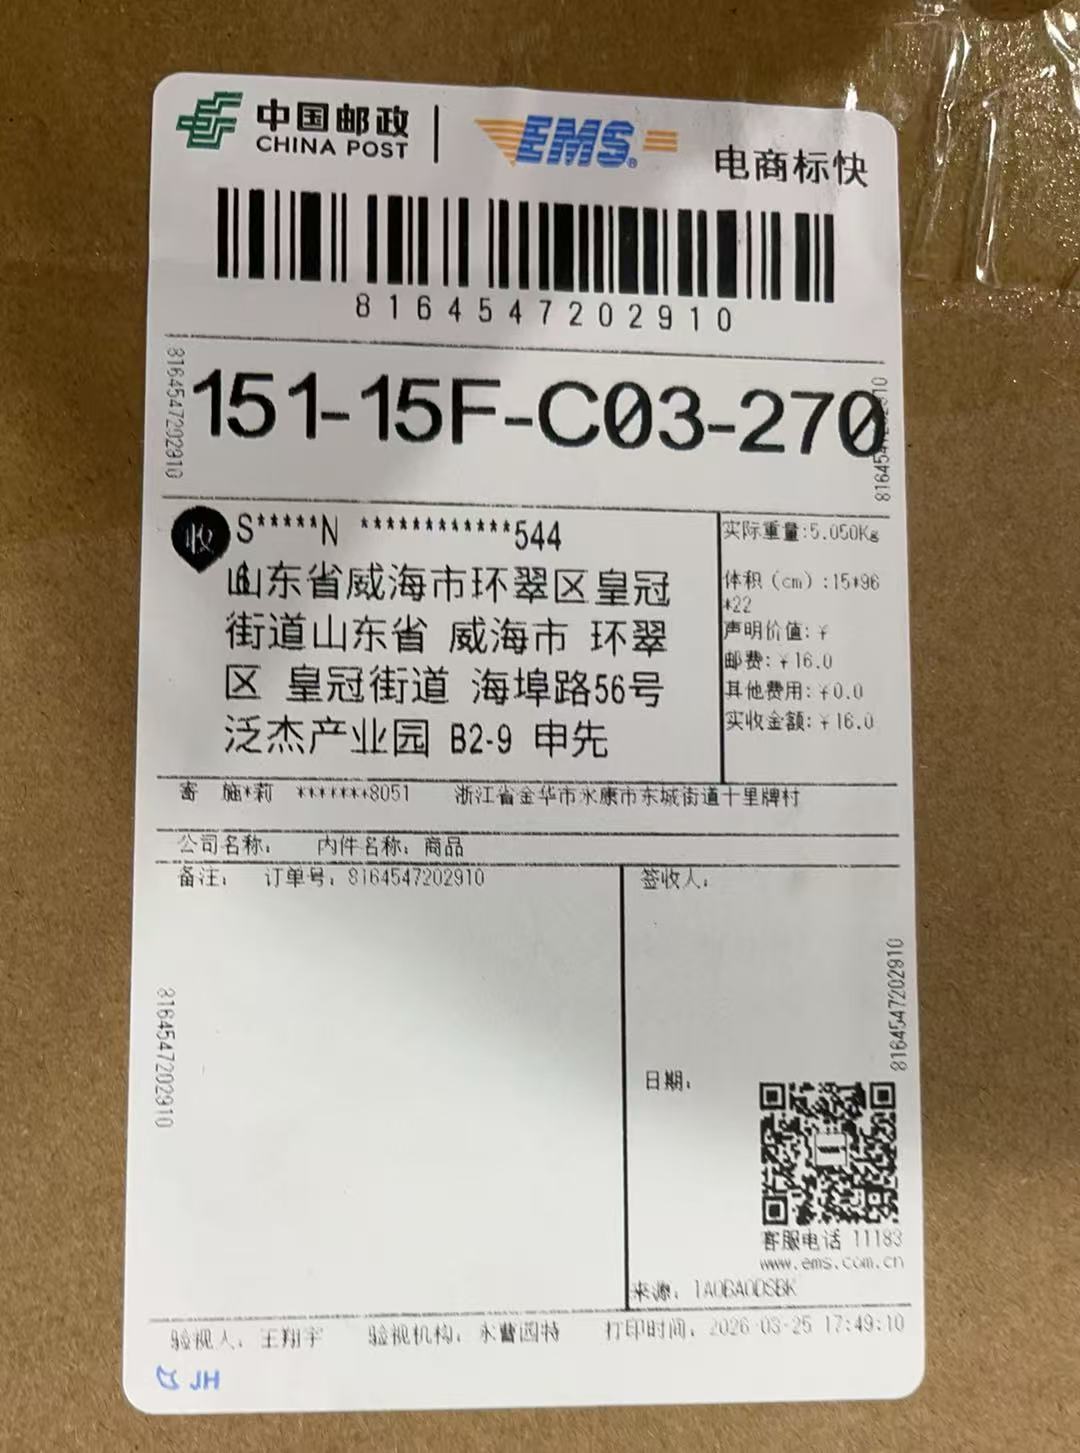 中国邮政
CHINA POST
EMS®
电商标快
8164547202910
151-15F-C03-270
8164547202910
8164547202910
收
S*****N ************544
山东省威海市环翠区皇冠
街道山东省 威海市 环翠
区 皇冠街道 海埠路56号
泛杰产业园 B2-9 申先
实际重量:5.050Kg
体积(cm):15*96
*22
声明价值:¥
邮费:¥16.0
其他费用:¥0.0
实收金额:¥16.0
寄 施*莉 *******8051 浙江省金华市永康市东城街道十里牌村
公司名称: 内件名称: 商品
备注: 订单号: 8164547202910
签收人:
8164547202910
8164547202910
日期:
客服电话 11183
www.ems.com.cn
来源:
验视人: 王翔宇 验视机构: 打印时间: 2026-03-25 17:49:10